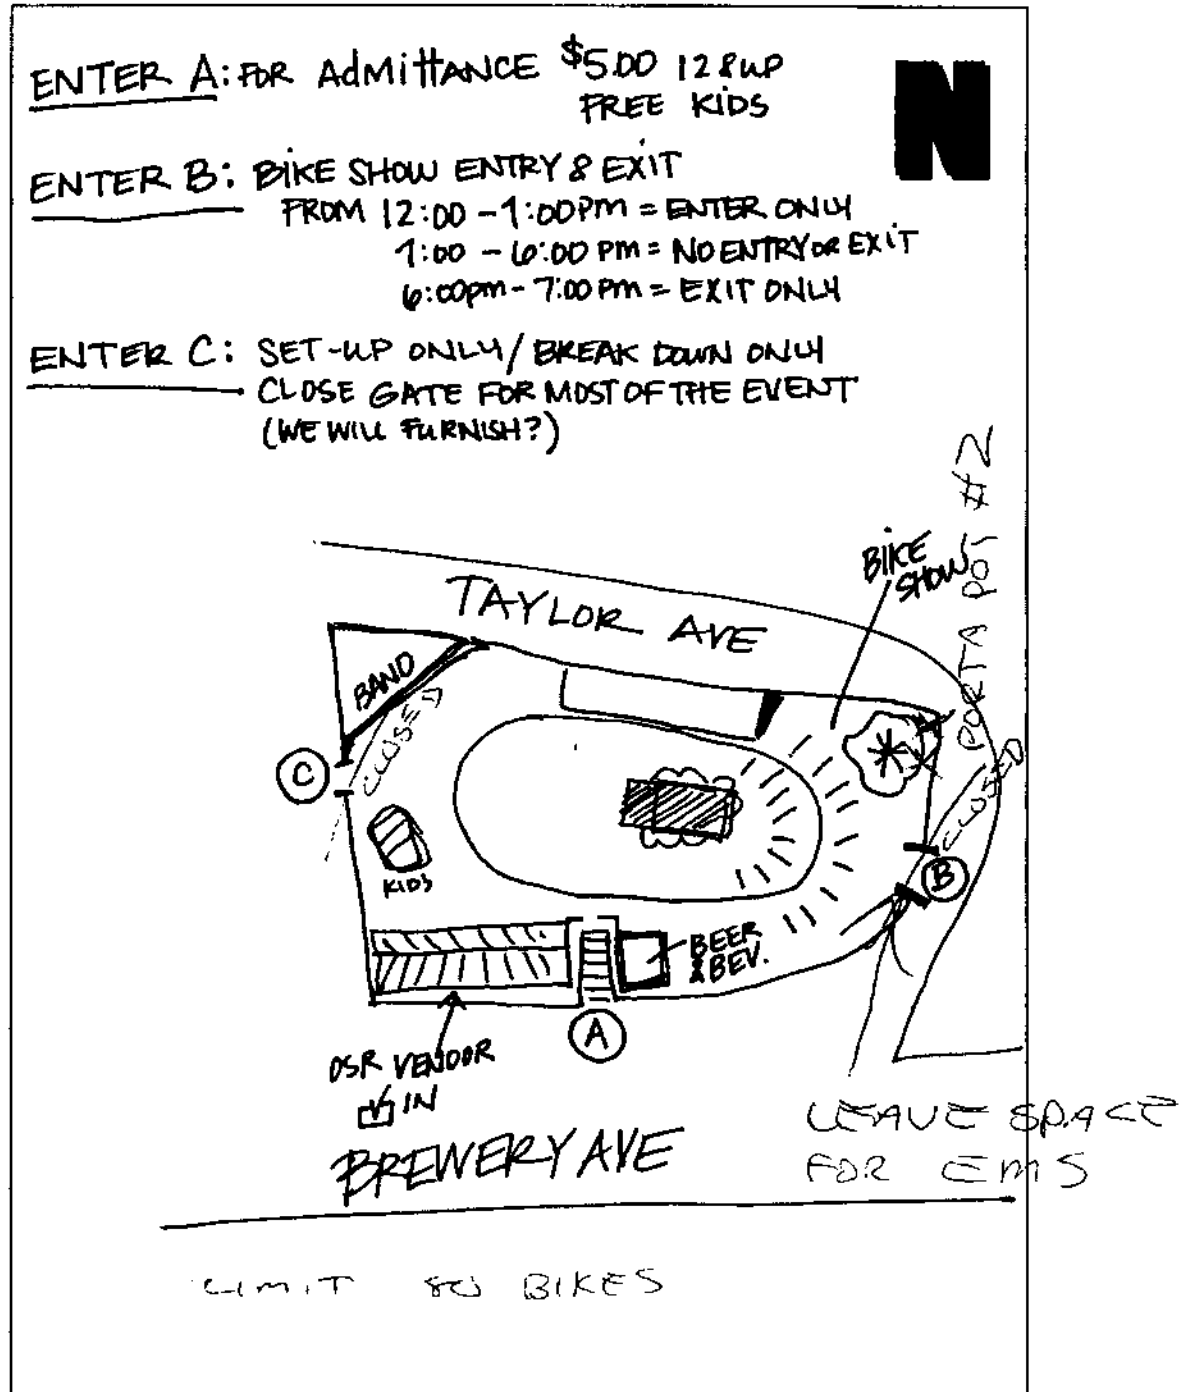 ENTER A: FOR ADMITTANCE $5.00 12 & UP
FREE KIDS
N
ENTER B: BIKE SHOW ENTRY & EXIT
FROM 12:00 - 1:00PM = ENTER ONLY
1:00 - 6:00 PM = NO ENTRY OR EXIT
6:00pm - 7:00 PM = EXIT ONLY
ENTER C: SET-UP ONLY / BREAK DOWN ONLY
CLOSE GATE FOR MOST OF THE EVENT
(WE WILL FURNISH?)
PORTA POT #2
BIKE
SHOW
TAYLOR AVE
BAND
CLOSED
C
CLOSED
KIDS
B
BEER
& BEV.
A
DSR VENDOR
IN
BREWERY AVE
LEAVE SPACE
FOR EMS
LIMIT 80 BIKES